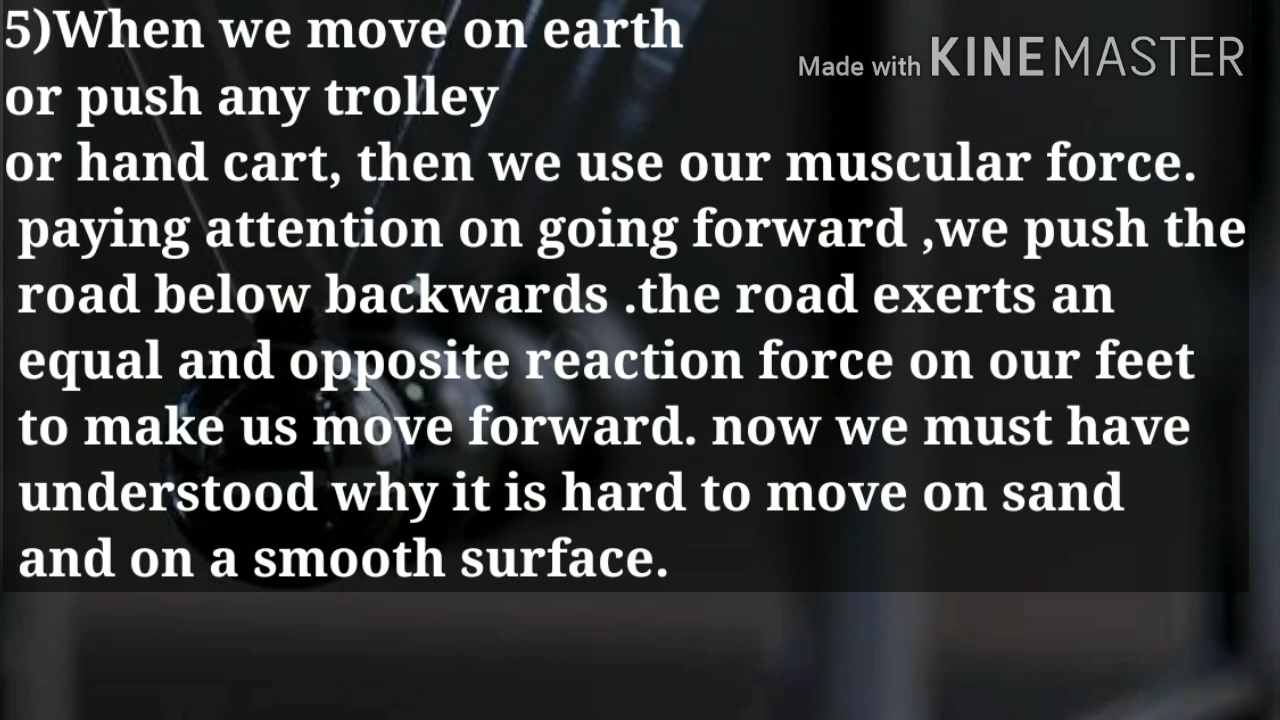 5)When we move on earth
Made with KINEMASTER
or push any trolley
or hand cart, then we use our muscular force.
paying attention on going forward ,we push the
road below backwards .the road exerts an
equal and opposite reaction force on our feet
to make us move forward. now we must have
understood why it is hard to move on sand
and on a smooth surface.